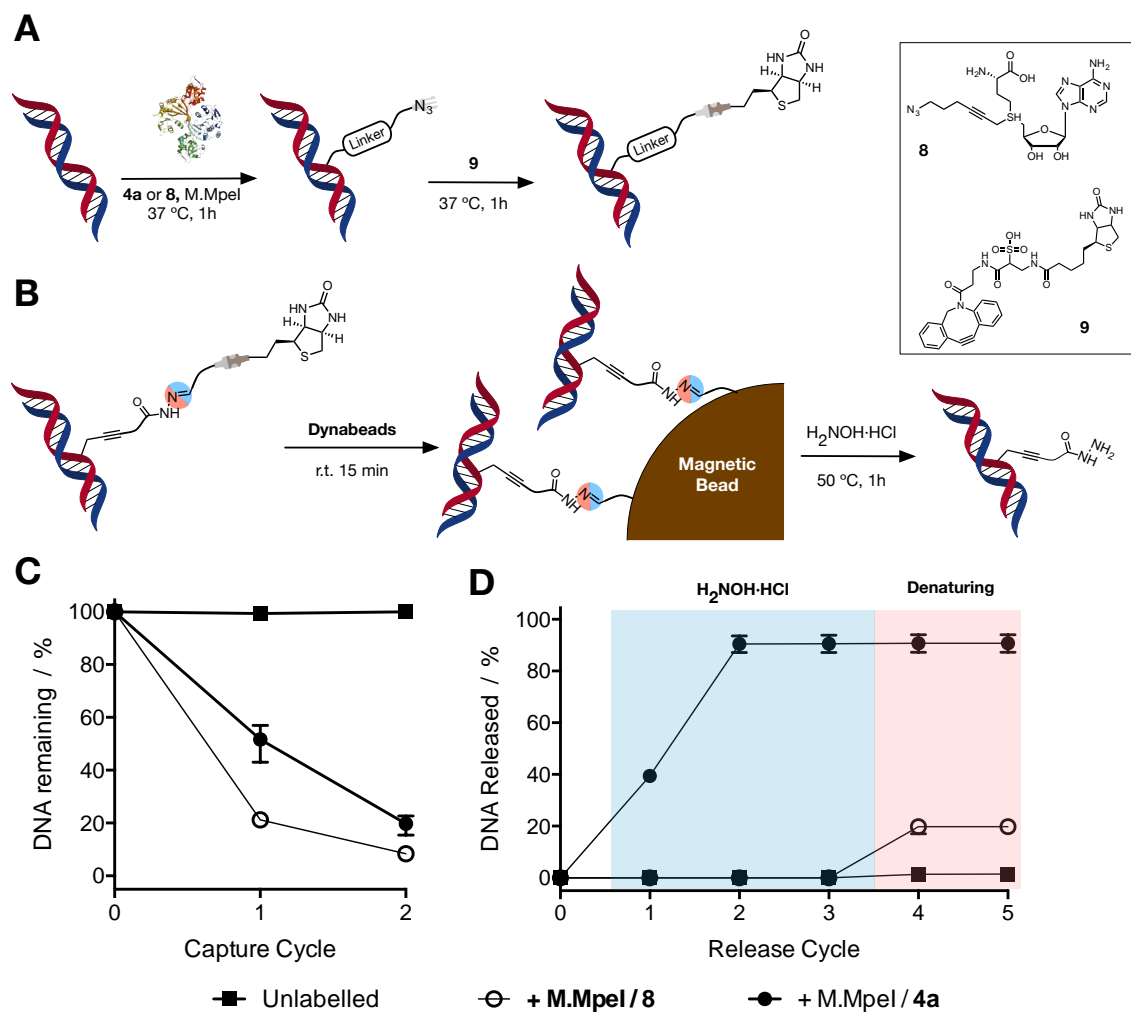 A
N3
Linker
4a or 8, M.MpeI
37 ºC, 1h
9
37 ºC, 1h
Linker
O
HN
NH
H
H
S
H2N
O
OH
N3
S
NH2
N
N
N
N
O
OH OH
8
O
HN
NH
S
OH
O=S=O
H
N
O
H
N
O
O
N
9
B
O
HN
NH
H
H
S
O
NH
N
Dynabeads
r.t. 15 min
O
NH
N
O
NH
N
Magnetic
Bead
H2NOH·HCl
50 ºC, 1h
O
N
H
NH2
C
DNA remaining / %
100
80
60
40
20
0
0 1 2
Capture Cycle
D
H2NOH·HCl
Denaturing
DNA Released / %
100
80
60
40
20
0
0 1 2 3 4 5
Release Cycle
Unlabelled
+ M.MpeI / 8
+ M.MpeI / 4a